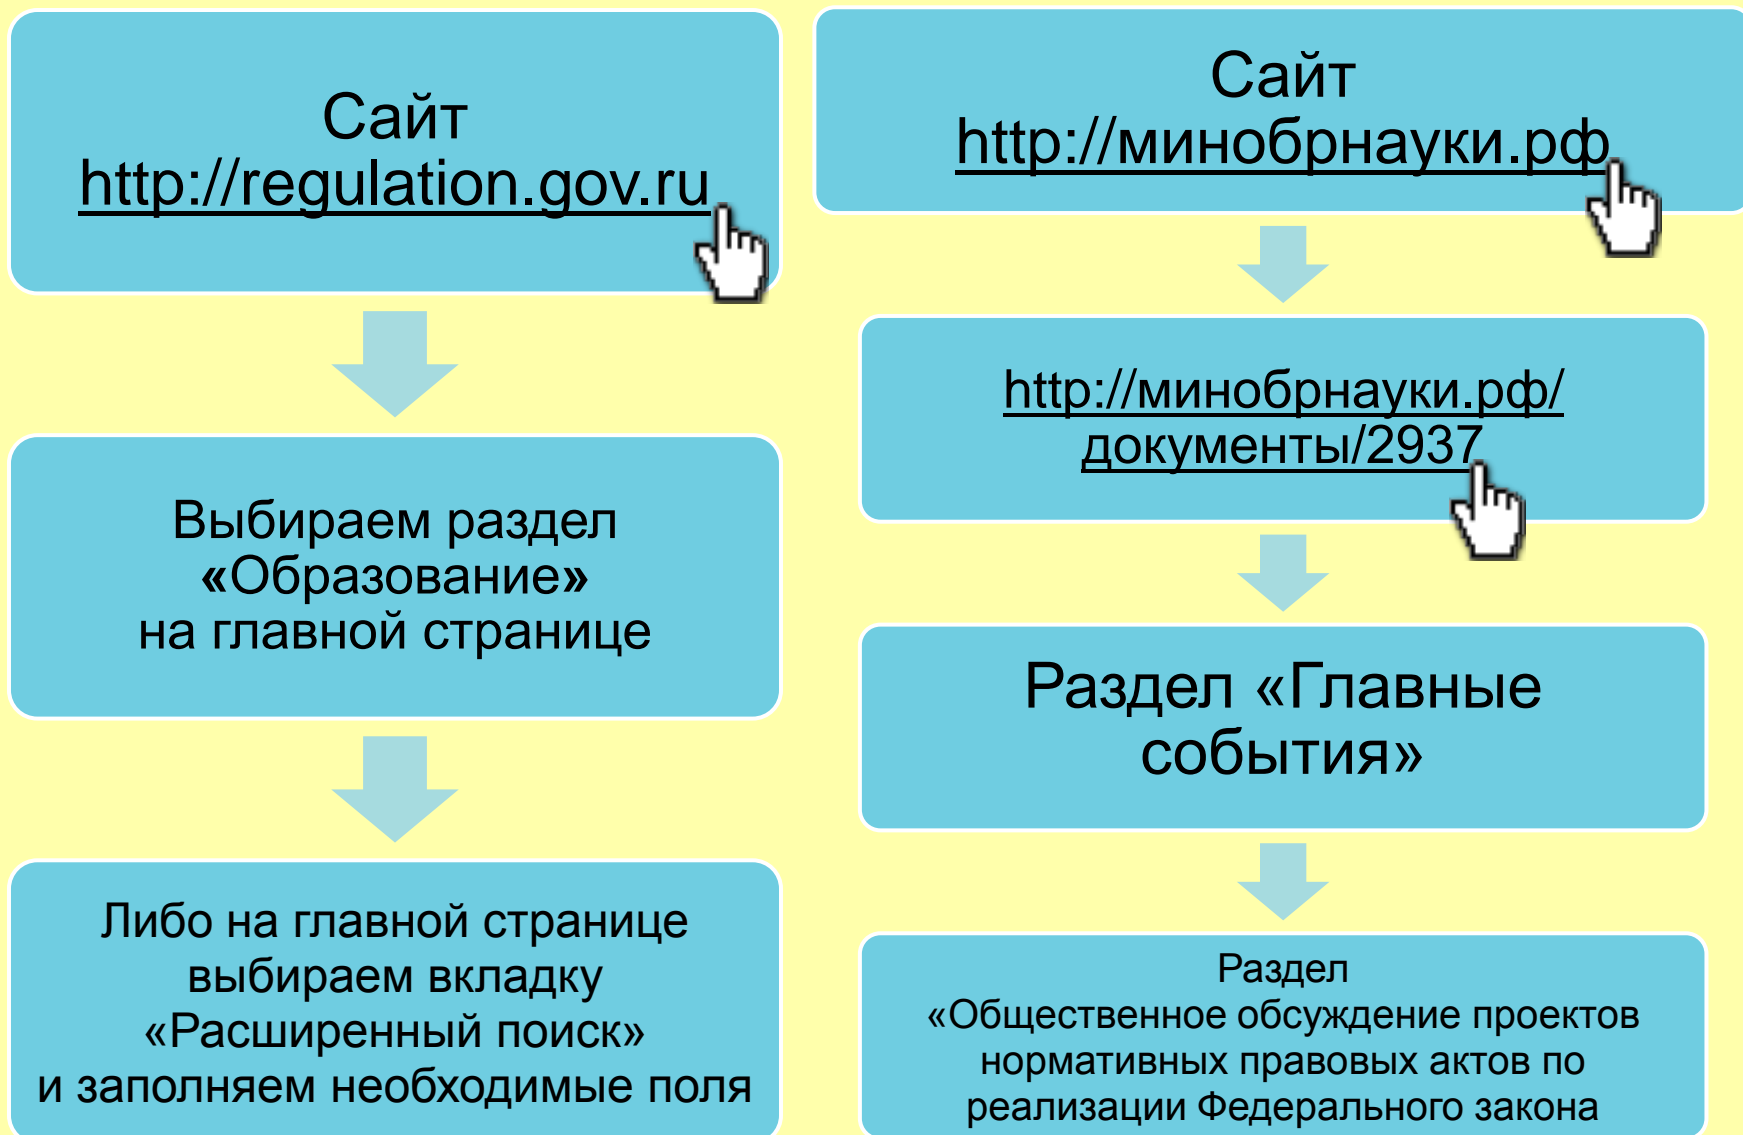 Сайт
http://regulation.gov.ru
Выбираем раздел
«Образование»
на главной странице
Либо на главной странице
выбираем вкладку
«Расширенный поиск»
и заполняем необходимые поля
Сайт
http://минобрнауки.рф
http://минобрнауки.рф/
документы/2937
Раздел «Главные
события»
Раздел
«Общественное обсуждение проектов
нормативных правовых актов по
реализации Федерального закона